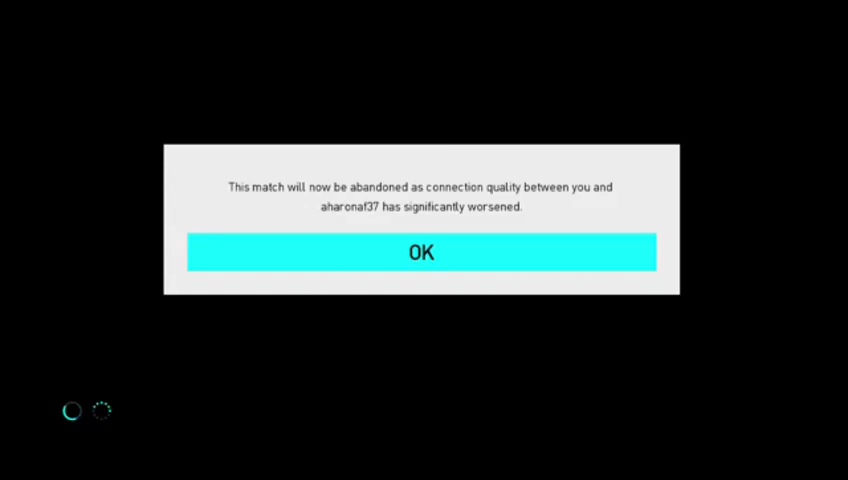 This match will now be abandoned as connection quality between you and
aharonaf37 has significantly worsened.
OK